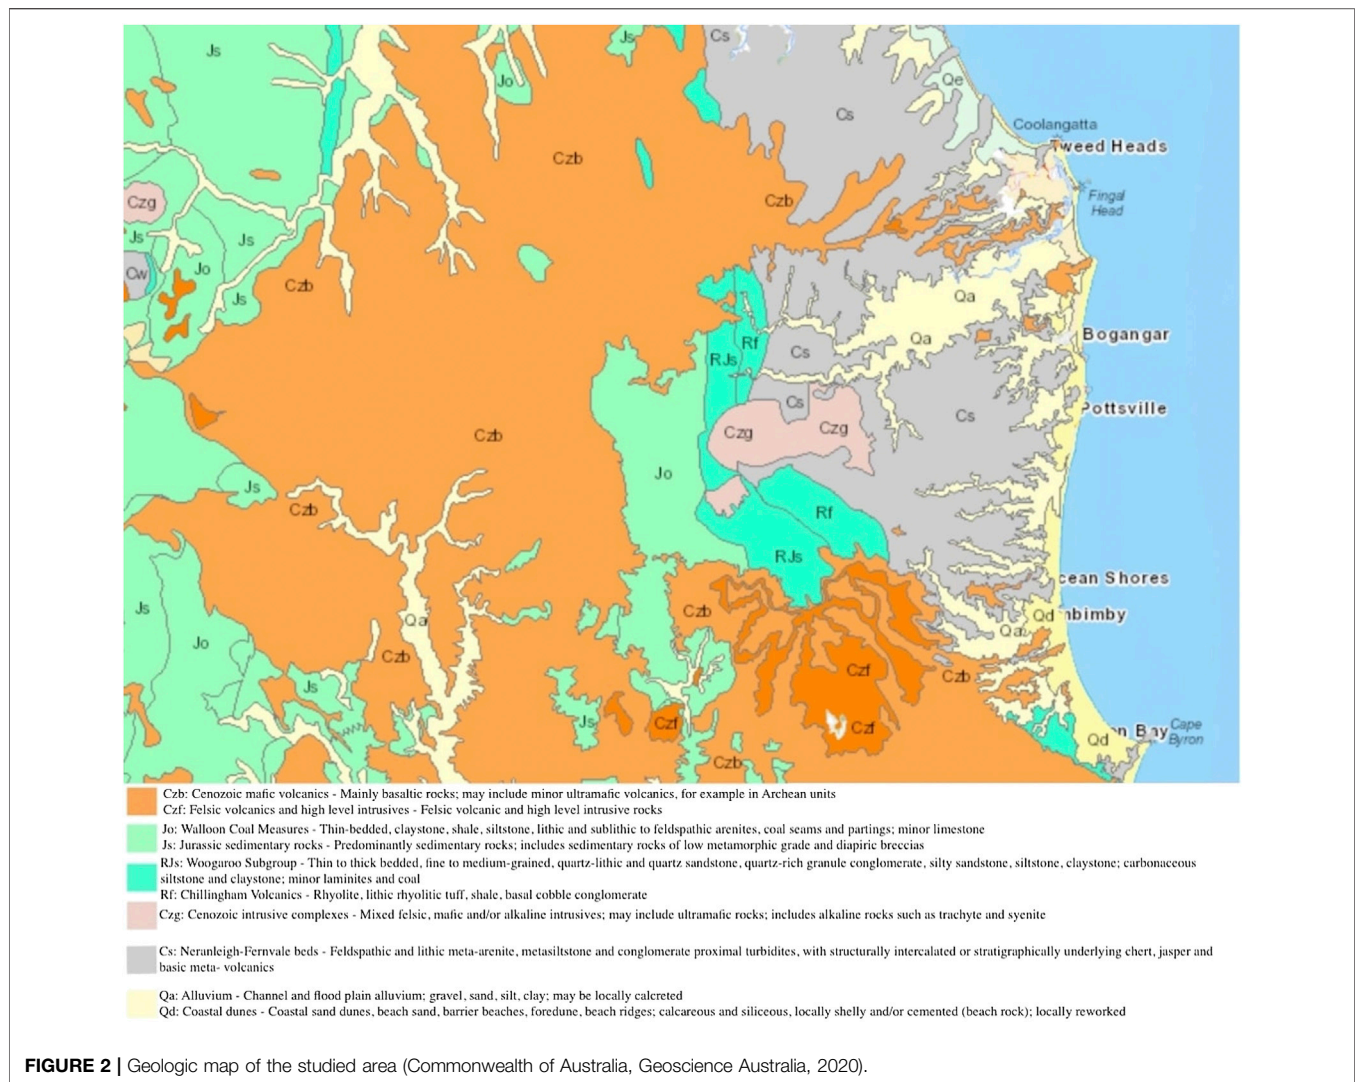 Js
Js
Cs
Jo
Qe
Cs
Coolangatta
Tweed Heads
Czb
Czg
Czb
Fingal
Head
Js
Js
Cw
Jo
Czb
Js
Qa
Qa
Bogangar
Rf
RJs
Cs
Cs
Pottsville
Czb
Czg
Czg
Cs
Jo
Js
Czb
Rf
RJs
cean Shores
Js
Czb
Qd
mbimby
Qa
Qa
Jo
Czb
Czf
Czb
Js
Js
Czf
Czf
Cape
Byron
n Bay
Qd
Czb
Czb: Cenozoic mafic volcanics - Mainly basaltic rocks; may include minor ultramafic volcanics, for example in Archean units
Czf: Felsic volcanics and high level intrusives - Felsic volcanic and high level intrusive rocks
Jo: Walloon Coal Measures - Thin-bedded, claystone, shale, siltstone, lithic and sublithic to feldspathic arenites, coal seams and partings; minor limestone
Js: Jurassic sedimentary rocks - Predominantly sedimentary rocks; includes sedimentary rocks of low metamorphic grade and diapiric breccias
RJs: Woogaroo Subgroup - Thin to thick bedded, fine to medium-grained, quartz-lithic and quartz sandstone, quartz-rich granule conglomerate, silty sandstone, siltstone, claystone; carbonaceous
siltstone and claystone; minor laminites and coal
Rf: Chillingham Volcanics - Rhyolite, lithic rhyolitic tuff, shale, basal cobble conglomerate
Czg: Cenozoic intrusive complexes - Mixed felsic, mafic and/or alkaline intrusives; may include ultramafic rocks; includes alkaline rocks such as trachyte and syenite
Cs: Neranleigh-Fernvale beds - Feldspathic and lithic meta-arenite, metasiltstone and conglomerate proximal turbidites, with structurally intercalated or stratigraphically underlying chert, jasper and
basic meta- volcanics
Qa: Alluvium - Channel and flood plain alluvium; gravel, sand, silt, clay; may be locally calcreted
Qd: Coastal dunes - Coastal sand dunes, beach sand, barrier beaches, foredune, beach ridges; calcareous and siliceous, locally shelly and/or cemented (beach rock); locally reworked
FIGURE 2 | Geologic map of the studied area (Commonwealth of Australia, Geoscience Australia, 2020).